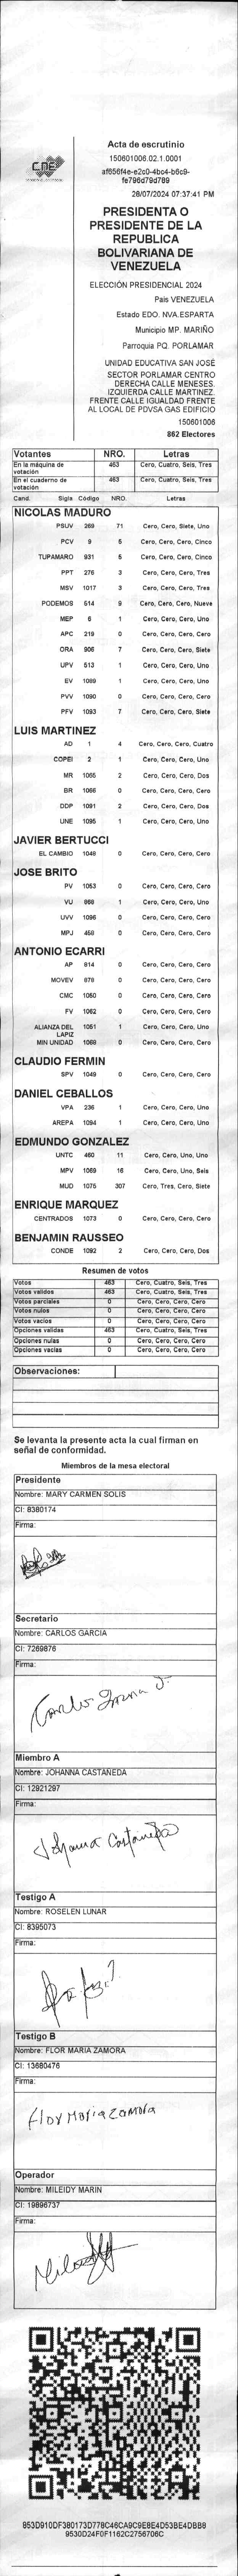 CNE
Acta de escrutinio
150601006.02.1.0001
af656f4e-e2c0-4bc4-b6c9-
fe796d79d789
28/07/2024 07:37:41 PM
PRESIDENTA O
PRESIDENTE DE LA
REPUBLICA
BOLIVARIANA DE
VENEZUELA
ELECCIÓN PRESIDENCIAL 2024
País VENEZUELA
Estado EDO. NVA.ESPARTA
Municipio MP. MARIÑO
Parroquia PQ. PORLAMAR
UNIDAD EDUCATIVA SAN JOSÉ
SECTOR PORLAMAR CENTRO
DERECHA CALLE MENESES.
IZQUIERDA CALLE MARTINEZ.
FRENTE CALLE IGUALDAD FRENTE
AL LOCAL DE PDVSA GAS EDIFICIO
150601006
862 Electores
Votantes NRO. Letras
En la máquina de votación 463 Cero, Cuatro, Seis, Tres
En el cuaderno de votación 463 Cero, Cuatro, Seis, Tres
Cand. Sigla Código NRO. Letras
NICOLAS MADURO
PSUV 269 71 Cero, Cero, Siete, Uno
PCV 9 5 Cero, Cero, Cero, Cinco
TUPAMARO 931 5 Cero, Cero, Cero, Cinco
PPT 276 3 Cero, Cero, Cero, Tres
MSV 1017 3 Cero, Cero, Cero, Tres
PODEMOS 514 9 Cero, Cero, Cero, Nueve
MEP 6 1 Cero, Cero, Cero, Uno
APC 219 0 Cero, Cero, Cero, Cero
ORA 906 7 Cero, Cero, Cero, Siete
UPV 513 1 Cero, Cero, Cero, Uno
EV 1089 1 Cero, Cero, Cero, Uno
PVV 1090 0 Cero, Cero, Cero, Cero
PFV 1093 7 Cero, Cero, Cero, Siete
LUIS MARTINEZ
AD 1 4 Cero, Cero, Cero, Cuatro
COPEI 2 1 Cero, Cero, Cero, Uno
MR 1065 2 Cero, Cero, Cero, Dos
BR 1066 0 Cero, Cero, Cero, Cero
DDP 1091 2 Cero, Cero, Cero, Dos
UNE 1095 1 Cero, Cero, Cero, Uno
JAVIER BERTUCCI
EL CAMBIO 1048 0 Cero, Cero, Cero, Cero
JOSE BRITO
PV 1053 0 Cero, Cero, Cero, Cero
VU 868 1 Cero, Cero, Cero, Uno
UVV 1096 0 Cero, Cero, Cero, Cero
MPJ 458 0 Cero, Cero, Cero, Cero
ANTONIO ECARRI
AP 814 0 Cero, Cero, Cero, Cero
MOVEV 878 0 Cero, Cero, Cero, Cero
CMC 1050 0 Cero, Cero, Cero, Cero
FV 1062 0 Cero, Cero, Cero, Cero
ALIANZA DEL LAPIZ 1061 1 Cero, Cero, Cero, Uno
MIN UNIDAD 1068 0 Cero, Cero, Cero, Cero
CLAUDIO FERMIN
SPV 1049 0 Cero, Cero, Cero, Cero
DANIEL CEBALLOS
VPA 236 1 Cero, Cero, Cero, Uno
AREPA 1094 1 Cero, Cero, Cero, Uno
EDMUNDO GONZALEZ
UNTC 460 11 Cero, Cero, Uno, Uno
MPV 1069 16 Cero, Cero, Uno, Seis
MUD 1075 307 Cero, Tres, Cero, Siete
ENRIQUE MARQUEZ
CENTRADOS 1073 0 Cero, Cero, Cero, Cero
BENJAMIN RAUSSEO
CONDE 1092 2 Cero, Cero, Cero, Dos
Resumen de votos
Votos 463 Cero, Cuatro, Seis, Tres
Votos validos 463 Cero, Cuatro, Seis, Tres
Votos parciales 0 Cero, Cero, Cero, Cero
Votos nulos 0 Cero, Cero, Cero, Cero
Votos vacios 0 Cero, Cero, Cero, Cero
Opciones validas 463 Cero, Cuatro, Seis, Tres
Opciones nulas 0 Cero, Cero, Cero, Cero
Opciones vacias 0 Cero, Cero, Cero, Cero
Observaciones:
Se levanta la presente acta la cual firman en
señal de conformidad.
Miembros de la mesa electoral
Presidente
Nombre: MARY CARMEN SOLIS
CI: 8380174
Firma:
Secretario
Nombre: CARLOS GARCIA
CI: 7269876
Firma:
Miembro A
Nombre: JOHANNA CASTAÑEDA
CI: 12921297
Firma:
Johanna Castañeda
Testigo A
Nombre: ROSELEN LUNAR
CI: 8395073
Firma:
Testigo B
Nombre: FLOR MARIA ZAMORA
CI: 13680476
Firma:
Flor Maria Zamora
Operador
Nombre: MILEIDY MARIN
CI: 19896737
Firma:
853D910DF380173D778C46CA9C9E8E4D53BE4DBB8
9530D24F0F1162C2756706C